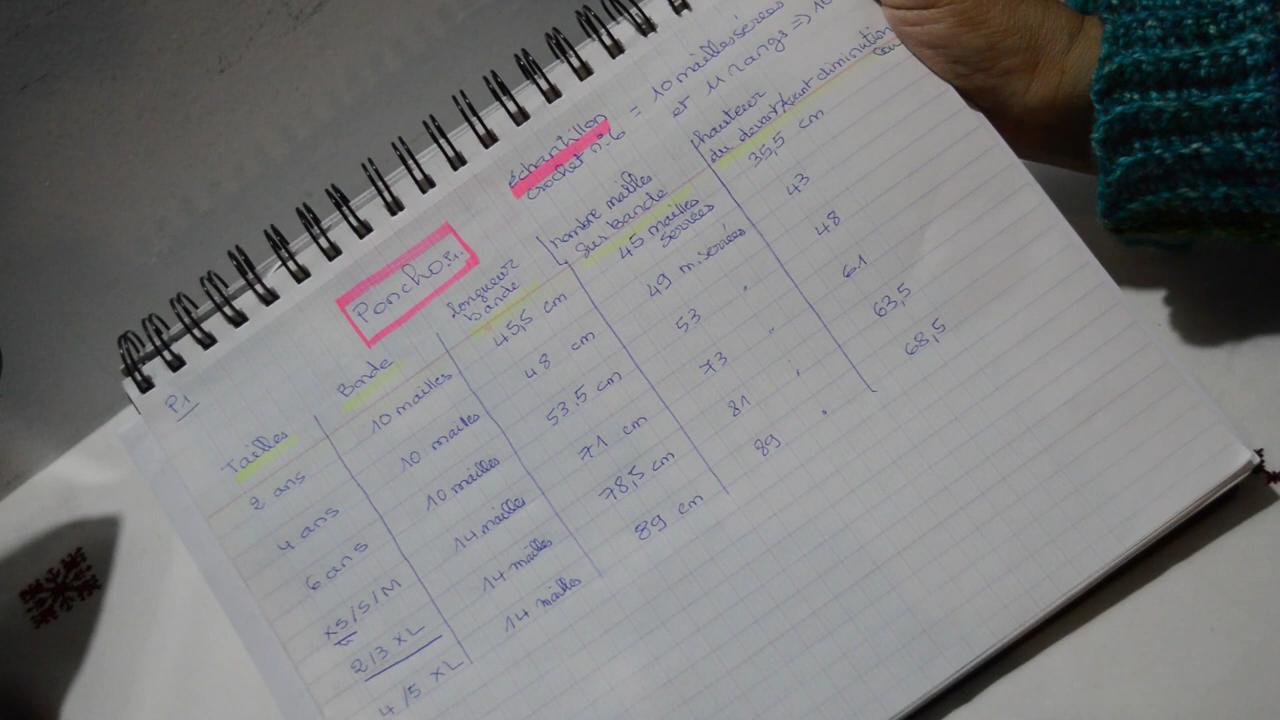 P1
Poncho
échantillon = 10 mailles serrées
crochet n°6 et 11 rangs => 10
Tailles Bande longueur bande nombre mailles sur bande hauteur du devant avant diminution
2 ans 10 mailles 45,5 cm 45 mailles serrées 35,5 cm
4 ans 10 mailles 48 cm 49 m. serrées 43
6 ans 10 mailles 53,5 cm 53 " 48
XS/S/M 14 mailles 71 cm 73 " 61
2/3 XL 14 mailles 78,5 cm 81 " 63,5
4/5 XL 14 mailles 89 cm 89 " 68,5